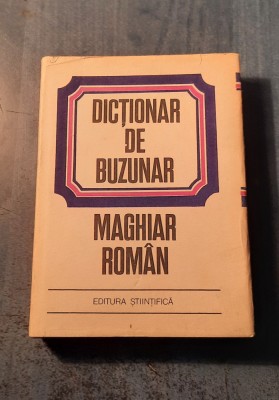 DICȚIONAR
DE
BUZUNAR
MAGHIAR
ROMÂN
EDITURA ȘTIINȚIFICĂ